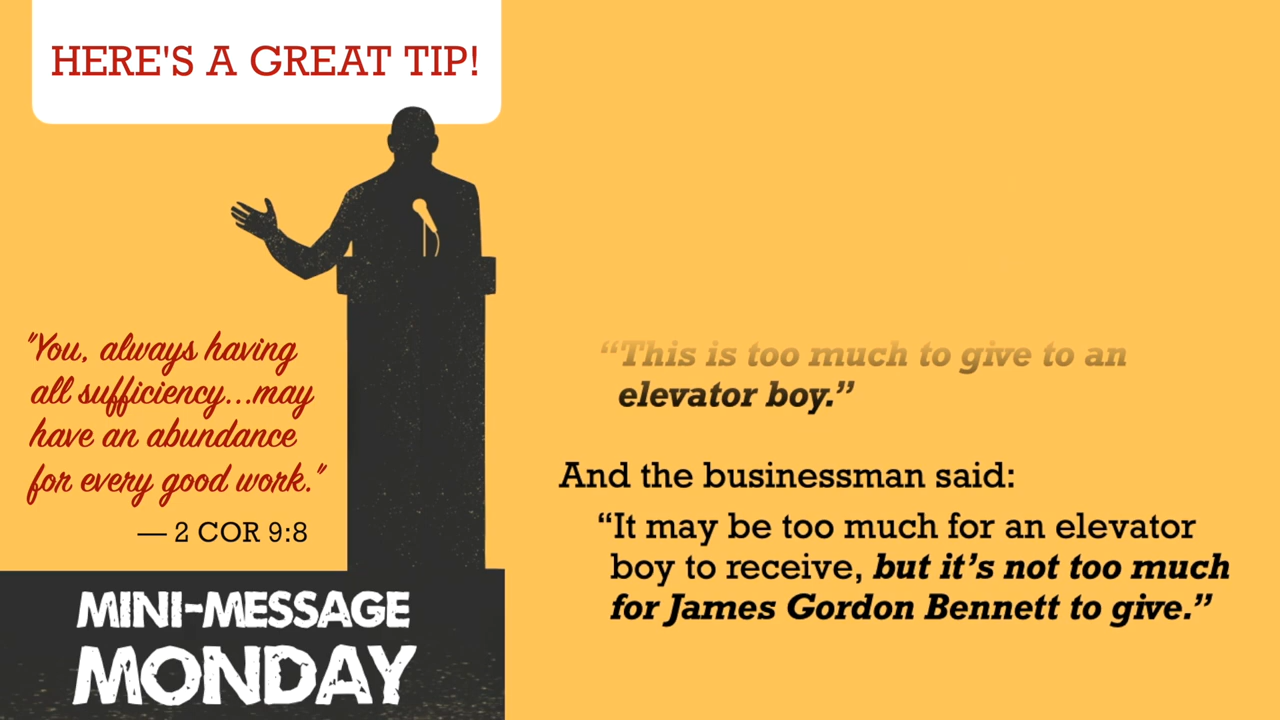 HERE'S A GREAT TIP!
"You, always having
all sufficiency...may
have an abundance
for every good work."
— 2 COR 9:8
MINI-MESSAGE
MONDAY
“This is too much to give to an
elevator boy.”
And the businessman said:
“It may be too much for an elevator
boy to receive, but it’s not too much
for James Gordon Bennett to give.”